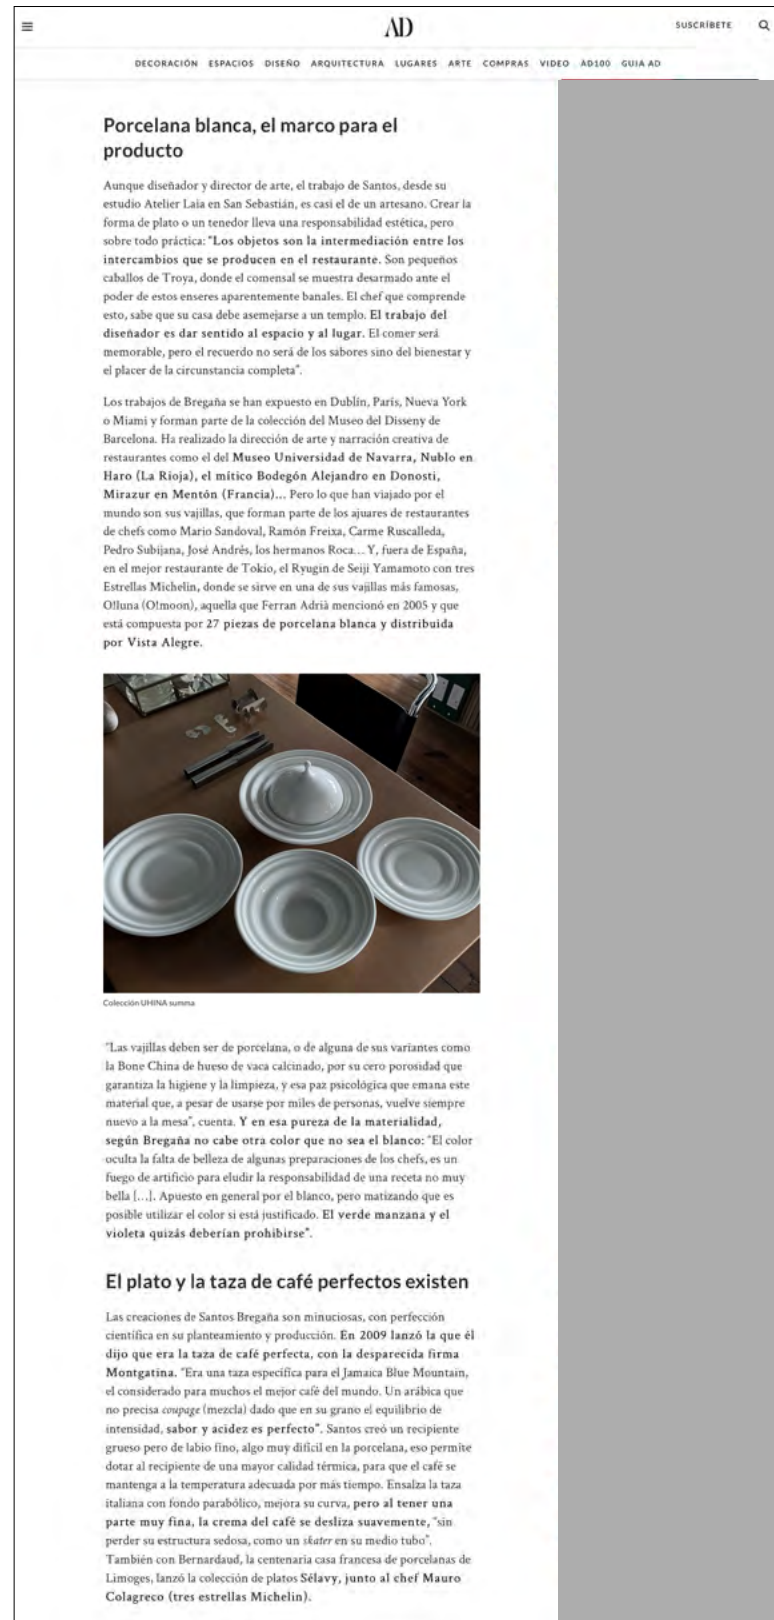 AD
SUSCRÍBETE
DECORACIÓN ESPACIOS DISEÑO ARQUITECTURA LUGARES ARTE COMPRAS VIDEO AD100 GUIA AD
Porcelana blanca, el marco para el
producto
Aunque diseñador y director de arte, el trabajo de Santos, desde su
estudio Atelier Laia en San Sebastián, es casi el de un artesano. Crear la
forma de plato o un tenedor lleva una responsabilidad estética, pero
sobre todo práctica: "Los objetos son la intermediación entre los
intercambios que se producen en el restaurante. Son pequeños
caballos de Troya, donde el comensal se muestra desarmado ante el
poder de estos enseres aparentemente banales. El chef que comprende
esto, sabe que su casa debe asemejarse a un templo. El trabajo del
diseñador es dar sentido al espacio y al lugar. El comer será
memorable, pero el recuerdo no será de los sabores sino del bienestar y
el placer de la circunstancia completa".
Los trabajos de Bregaña se han expuesto en Dublín, París, Nueva York
o Miami y forman parte de la colección del Museo del Disseny de
Barcelona. Ha realizado la dirección de arte y narración creativa de
restaurantes como el del Museo Universidad de Navarra, Nublo en
Haro (La Rioja), el mítico Bodegón Alejandro en Donosti,
Mirazur en Mentón (Francia)... Pero lo que han viajado por el
mundo son sus vajillas, que forman parte de los ajuares de restaurantes
de chefs como Mario Sandoval, Ramón Freixa, Carme Ruscalleda,
Pedro Subijana, José Andrés, los hermanos Roca... Y, fuera de España,
en el mejor restaurante de Tokio, el Ryugin de Seiji Yamamoto con tres
Estrellas Michelin, donde se sirve en una de sus vajillas más famosas,
O!luna (O!moon), aquella que Ferran Adrià mencionó en 2005 y que
está compuesta por 27 piezas de porcelana blanca y distribuida
por Vista Alegre.
Colección UHINA summa
"Las vajillas deben ser de porcelana, o de alguna de sus variantes como
la Bone China de hueso de vaca calcinado, por su cero porosidad que
garantiza la higiene y la limpieza, y esa paz psicológica que emana este
material que, a pesar de usarse por miles de personas, vuelve siempre
nuevo a la mesa", cuenta. Y en esa pureza de la materialidad,
según Bregaña no cabe otra color que no sea el blanco: "El color
oculta la falta de belleza de algunas preparaciones de los chefs, es un
fuego de artificio para eludir la responsabilidad de una receta no muy
bella [...]. Apuesto en general por el blanco, pero matizando que es
posible utilizar el color si está justificado. El verde manzana y el
violeta quizás deberían prohibirse".
El plato y la taza de café perfectos existen
Las creaciones de Santos Bregaña son minuciosas, con perfección
científica en su planteamiento y producción. En 2009 lanzó la que él
dijo que era la taza de café perfecta, con la desparecida firma
Montgatina. "Era una taza específica para el Jamaica Blue Mountain,
el considerado para muchos el mejor café del mundo. Un arábica que
no precisa coupage (mezcla) dado que en su grano el equilibrio de
intensidad, sabor y acidez es perfecto". Santos creó un recipiente
grueso pero de labio fino, algo muy difícil en la porcelana, eso permite
dotar al recipiente de una mayor calidad térmica, para que el café se
mantenga a la temperatura adecuada por más tiempo. Ensalza la taza
italiana con fondo parabólico, mejora su curva, pero al tener una
parte muy fina, la crema del café se desliza suavemente, "sin
perder su estructura sedosa, como un skater en su medio tubo".
También con Bernardaud, la centenaria casa francesa de porcelanas de
Limoges, lanzó la colección de platos Sélavy, junto al chef Mauro
Colagreco (tres estrellas Michelin).